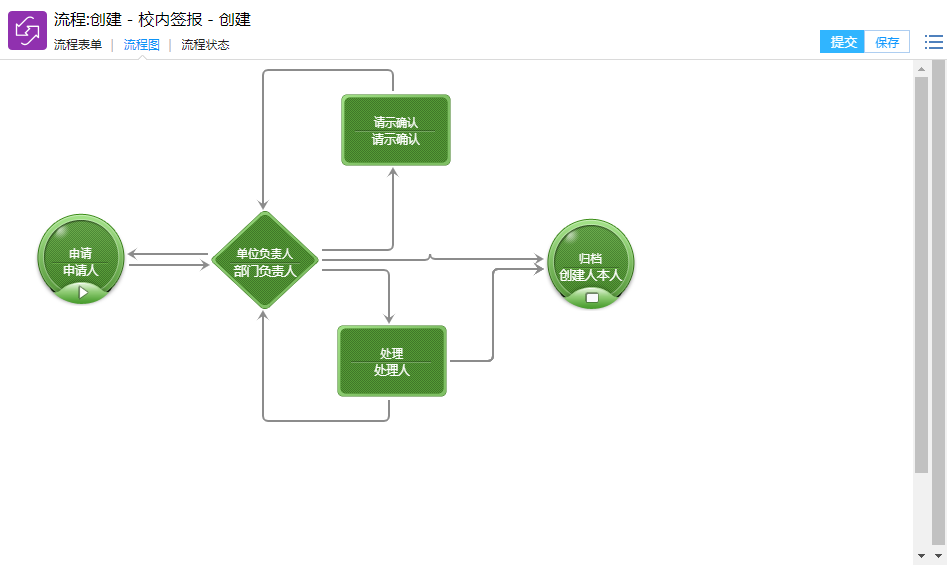 流程:创建 - 校内签报 - 创建
流程表单 | 流程图 | 流程状态
提交 保存
请示确认
请示确认
申请
申请人
单位负责人
部门负责人
归档
创建人本人
处理
处理人